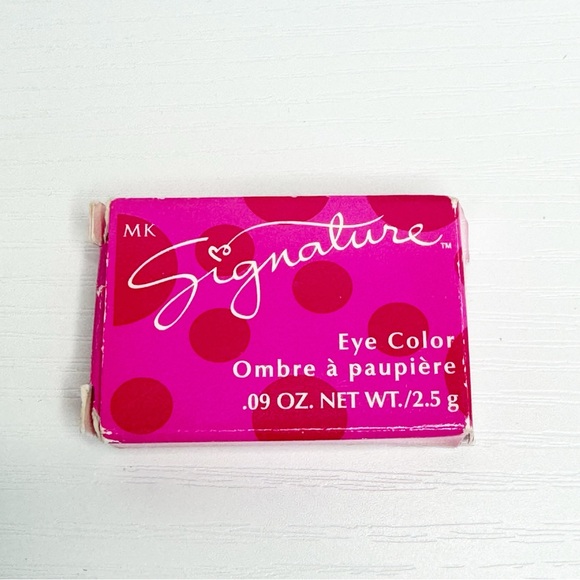 MK
Signature™
Eye Color
Ombre à paupière
.09 OZ. NET WT./2.5 g